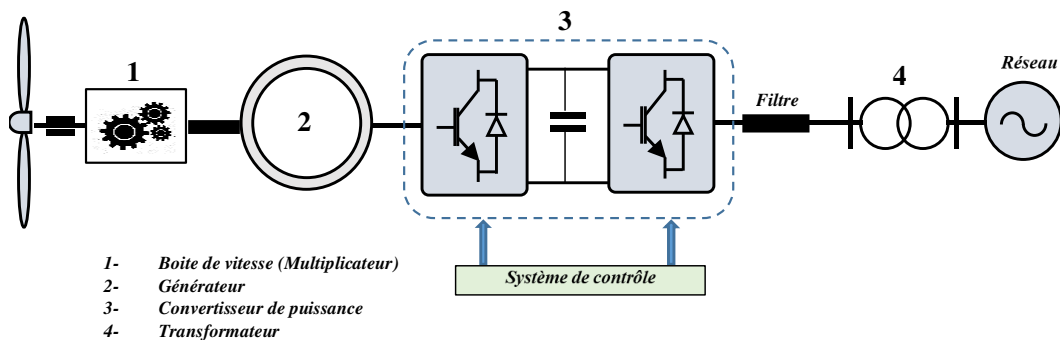 3
1
4
Réseau
Filtre
2
Système de contrôle
1- Boite de vitesse (Multiplicateur)
2- Générateur
3- Convertisseur de puissance
4- Transformateur